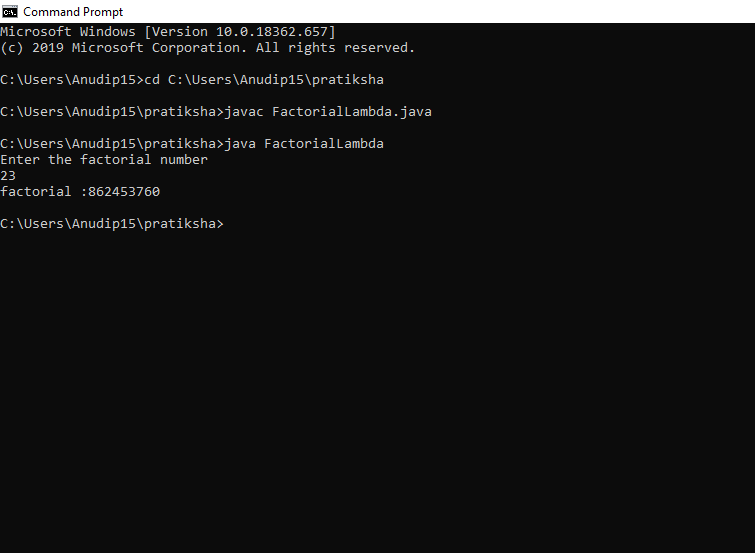 Command Prompt
Microsoft Windows [Version 10.0.18362.657]
(c) 2019 Microsoft Corporation. All rights reserved.
C:\Users\Anudip15>cd C:\Users\Anudip15\pratiksha
C:\Users\Anudip15\pratiksha>javac FactorialLambda.java
C:\Users\Anudip15\pratiksha>java FactorialLambda
Enter the factorial number
23
factorial :862453760
C:\Users\Anudip15\pratiksha>